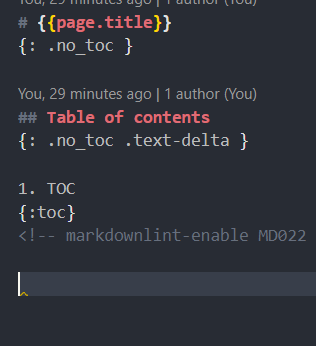 You, 29 minutes ago | 1 author (You)
# {{page.title}}
{: .no_toc }
You, 29 minutes ago | 1 author (You)
## Table of contents
{: .no_toc .text-delta }
1. TOC
{:toc}
<!-- markdownlint-enable MD022